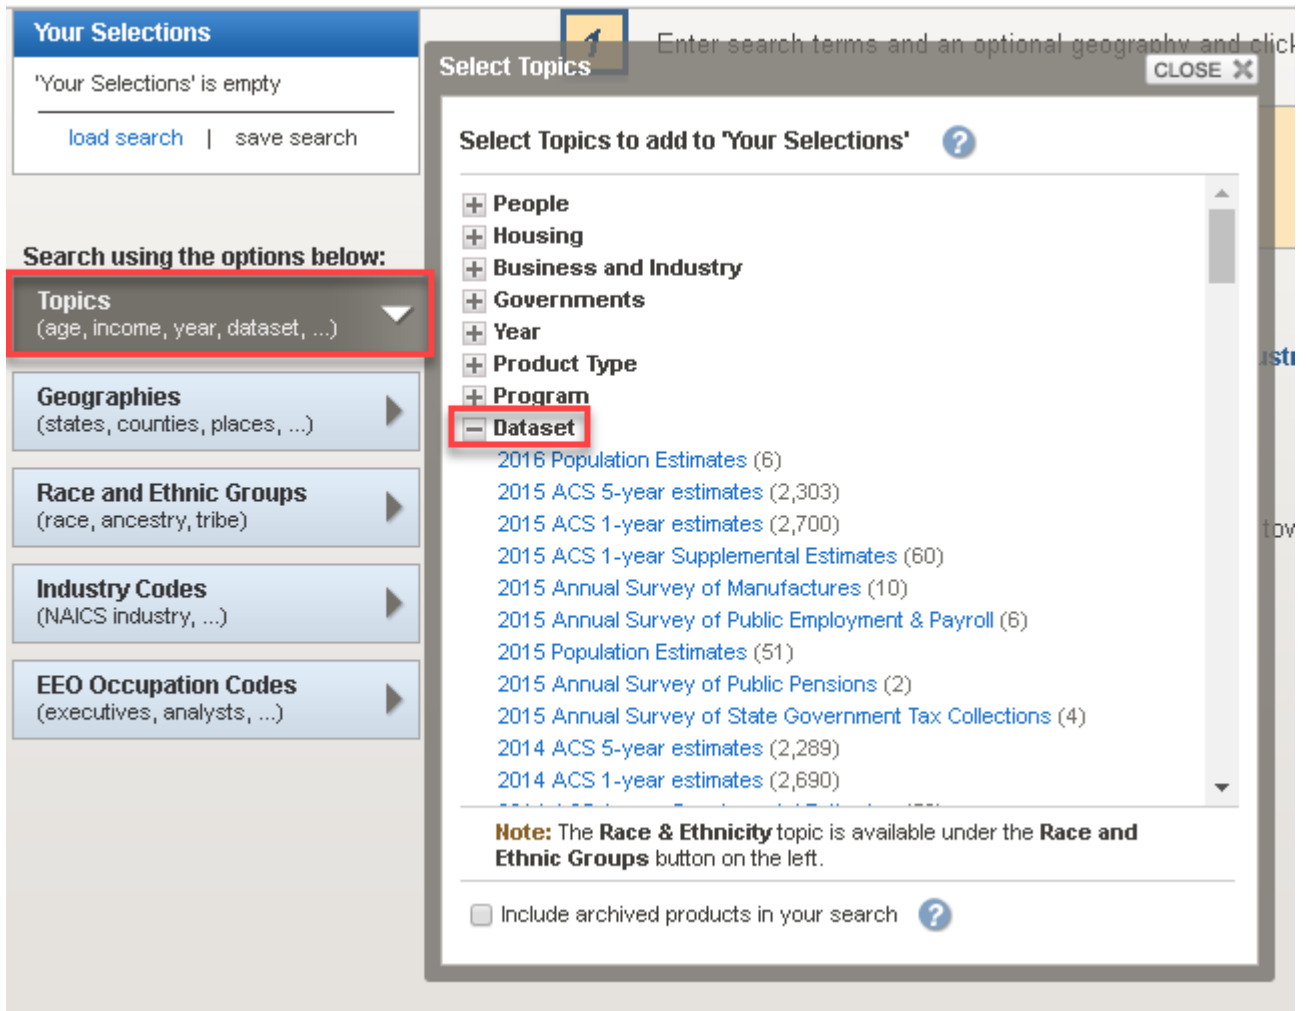 Your Selections
'Your Selections' is empty
load search | save search
Search using the options below:
Topics
(age, income, year, dataset, ...)
Geographies
(states, counties, places, ...)
Race and Ethnic Groups
(race, ancestry, tribe)
Industry Codes
(NAICS industry, ...)
EEO Occupation Codes
(executives, analysts, ...)
1 Enter search terms and an optional geography and click
Select Topics
CLOSE X
Select Topics to add to 'Your Selections' ?
+ People
+ Housing
+ Business and Industry
+ Governments
+ Year
+ Product Type
+ Program
− Dataset
2016 Population Estimates (6)
2015 ACS 5-year estimates (2,303)
2015 ACS 1-year estimates (2,700)
2015 ACS 1-year Supplemental Estimates (60)
2015 Annual Survey of Manufactures (10)
2015 Annual Survey of Public Employment & Payroll (6)
2015 Population Estimates (51)
2015 Annual Survey of Public Pensions (2)
2015 Annual Survey of State Government Tax Collections (4)
2014 ACS 5-year estimates (2,289)
2014 ACS 1-year estimates (2,690)
Note: The Race & Ethnicity topic is available under the Race and
Ethnic Groups button on the left.
Include archived products in your search ?